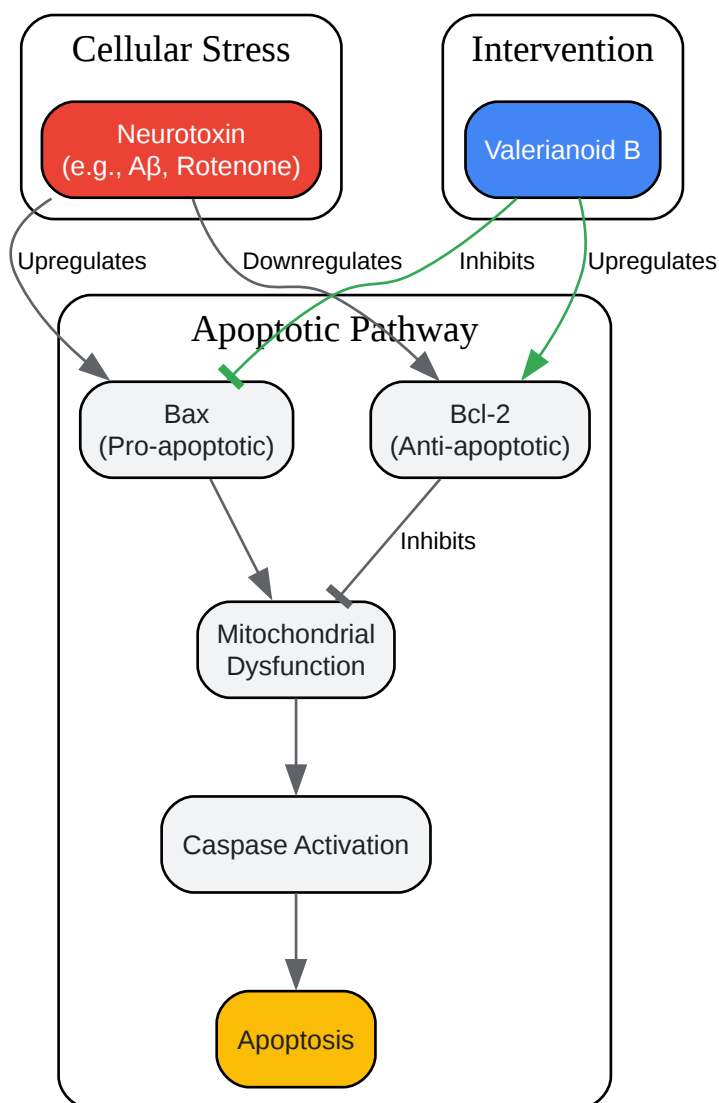 Cellular Stress
Intervention
Neurotoxin
(e.g., Aβ, Rotenone)
Valerianoid B
Upregulates
Downregulates
Inhibits
Upregulates
Apoptotic Pathway
Bax
(Pro-apoptotic)
Bcl-2
(Anti-apoptotic)
Inhibits
Mitochondrial
Dysfunction
Caspase Activation
Apoptosis